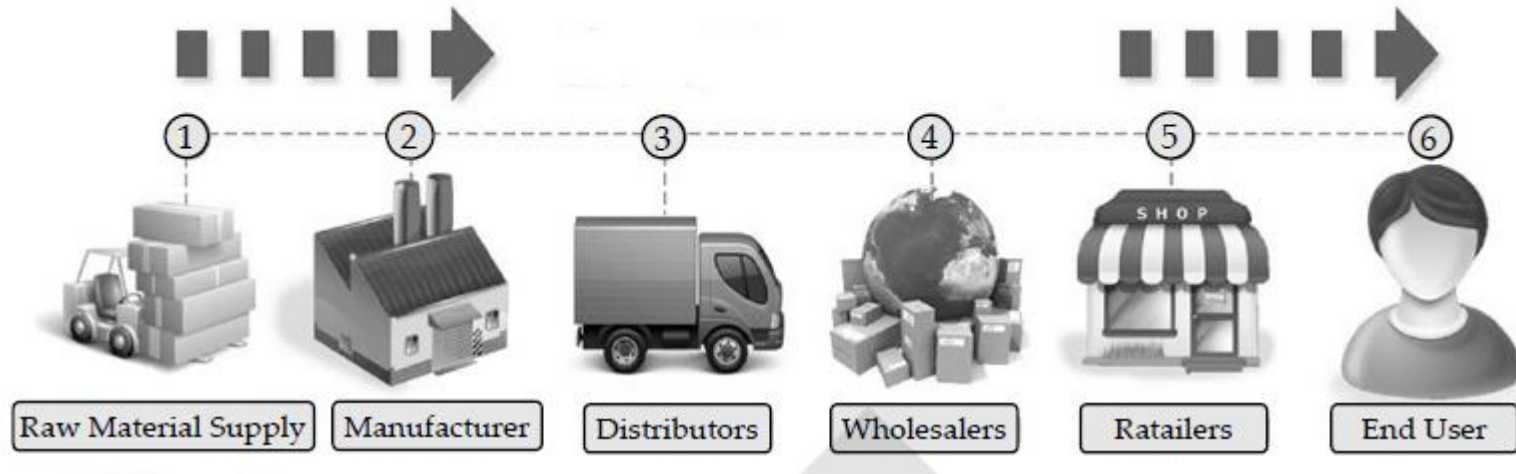 1
2
3
4
5
6
SHOP
Raw Material Supply
Manufacturer
Distributors
Wholesalers
Ratailers
End User